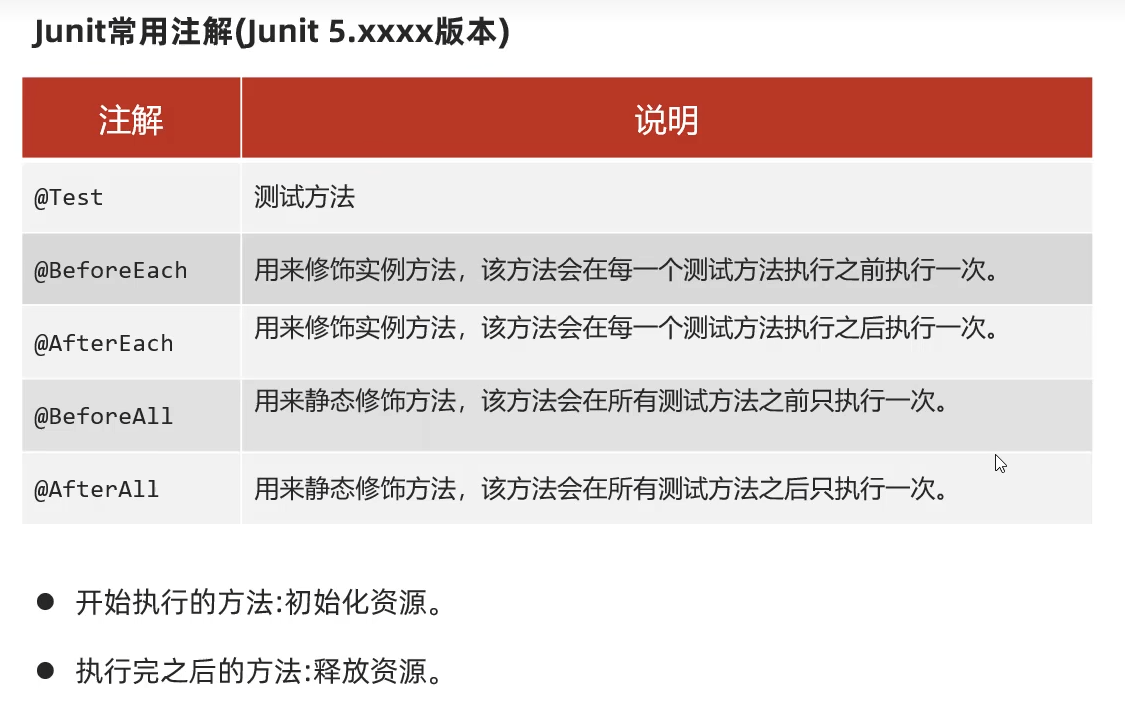 Junit常用注解(Junit 5.xxxx版本)
注解 说明
@Test 测试方法
@BeforeEach 用来修饰实例方法，该方法会在每一个测试方法执行之前执行一次。
@AfterEach 用来修饰实例方法，该方法会在每一个测试方法执行之后执行一次。
@BeforeAll 用来静态修饰方法，该方法会在所有测试方法之前只执行一次。
@AfterAll 用来静态修饰方法，该方法会在所有测试方法之后只执行一次。
● 开始执行的方法:初始化资源。
● 执行完之后的方法:释放资源。